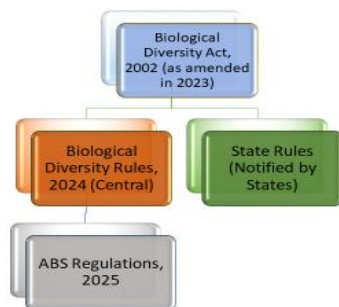 Biological
Diversity Act,
2002 (as amended
in 2023)
Biological
Diversity Rules,
2024 (Central)
State Rules
(Notified by
States)
ABS Regulations,
2025